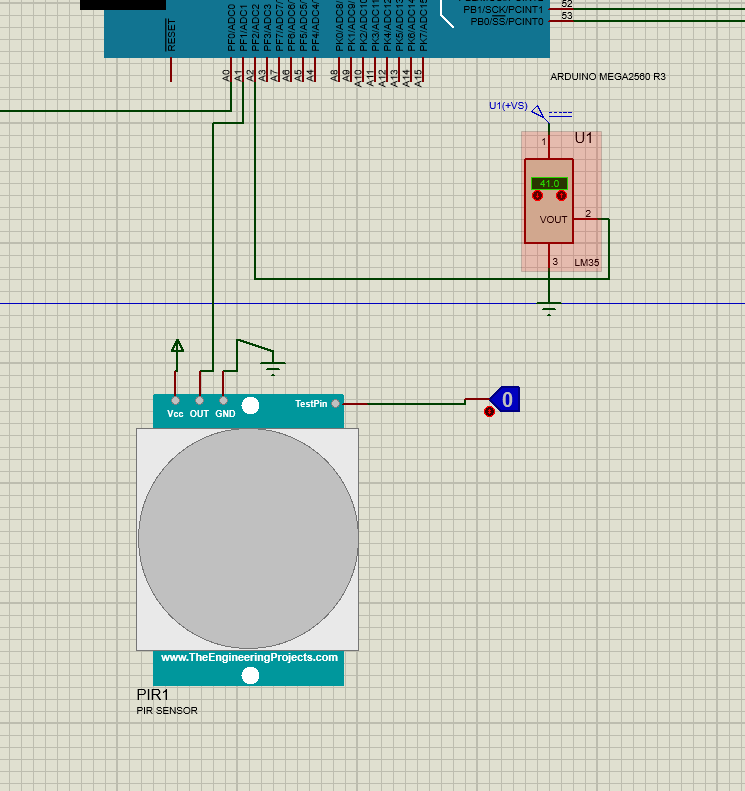 52
PB1/SCK/PCINT1
53
PB0/SS/PCINT0
RESET
PF0/ADC0
PF1/ADC1
PF2/ADC2
PF3/ADC3
PF7/ADC7/
PF6/ADC6/
PF5/ADC5/
PF4/ADC4/
PK0/ADC8/
PK1/ADC9/
PK2/ADC10
PK3/ADC11
PK4/ADC12
PK5/ADC13
PK6/ADC14
PK7/ADC15
A0
A1
A2
A3
A7
A6
A5
A4
A8
A9
A10
A11
A12
A13
A14
A15
ARDUINO MEGA2560 R3
U1(+VS)
U1
1
41.0
2
VOUT
3
LM35
Vcc OUT GND
TestPin
0
www.TheEngineeringProjects.com
PIR1
PIR SENSOR